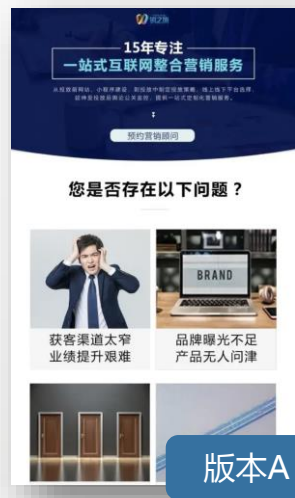 15年专注
一站式互联网整合营销服务
预约营销顾问
您是否存在以下问题？
BRAND
获客渠道太窄
业绩提升艰难
品牌曝光不足
产品无人问津
版本A